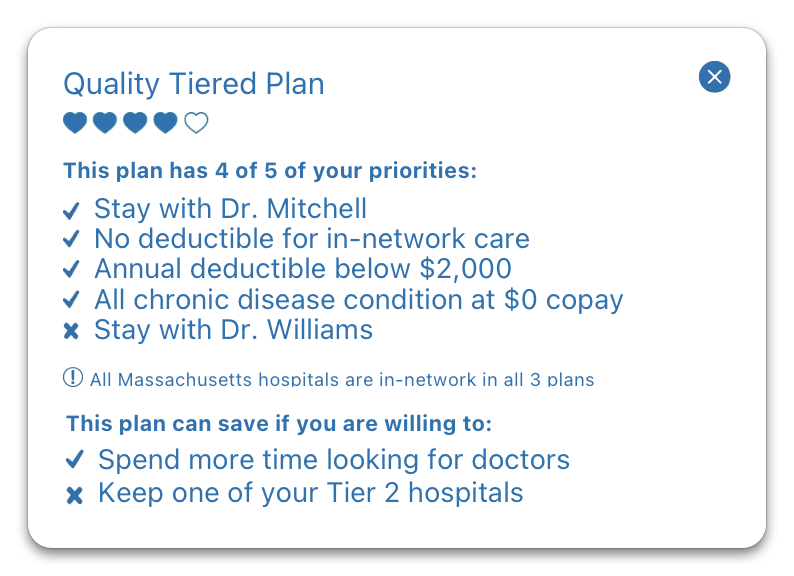 Quality Tiered Plan
This plan has 4 of 5 of your priorities:
Stay with Dr. Mitchell
No deductible for in-network care
Annual deductible below $2,000
All chronic disease condition at $0 copay
Stay with Dr. Williams
All Massachusetts hospitals are in-network in all 3 plans
This plan can save if you are willing to:
Spend more time looking for doctors
Keep one of your Tier 2 hospitals